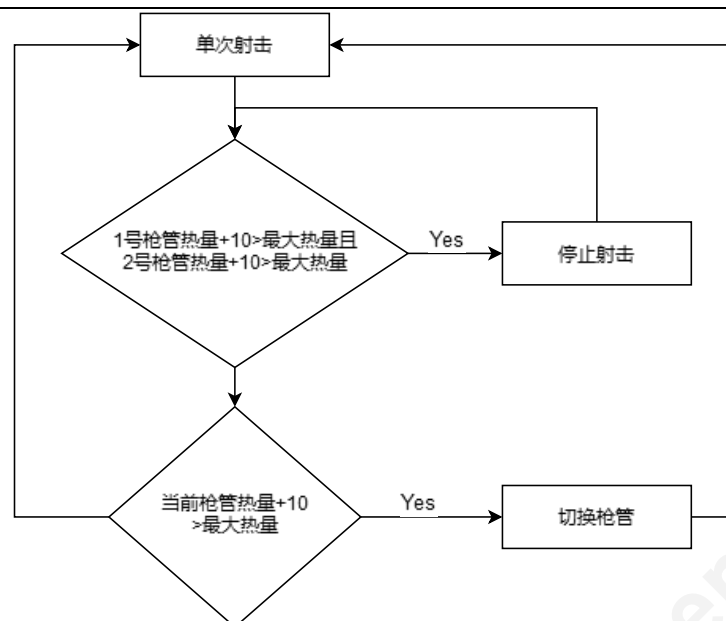 单次射击
1号枪管热量+10>最大热量且
2号枪管热量+10>最大热量
Yes
停止射击
当前枪管热量+10
>最大热量
Yes
切换枪管